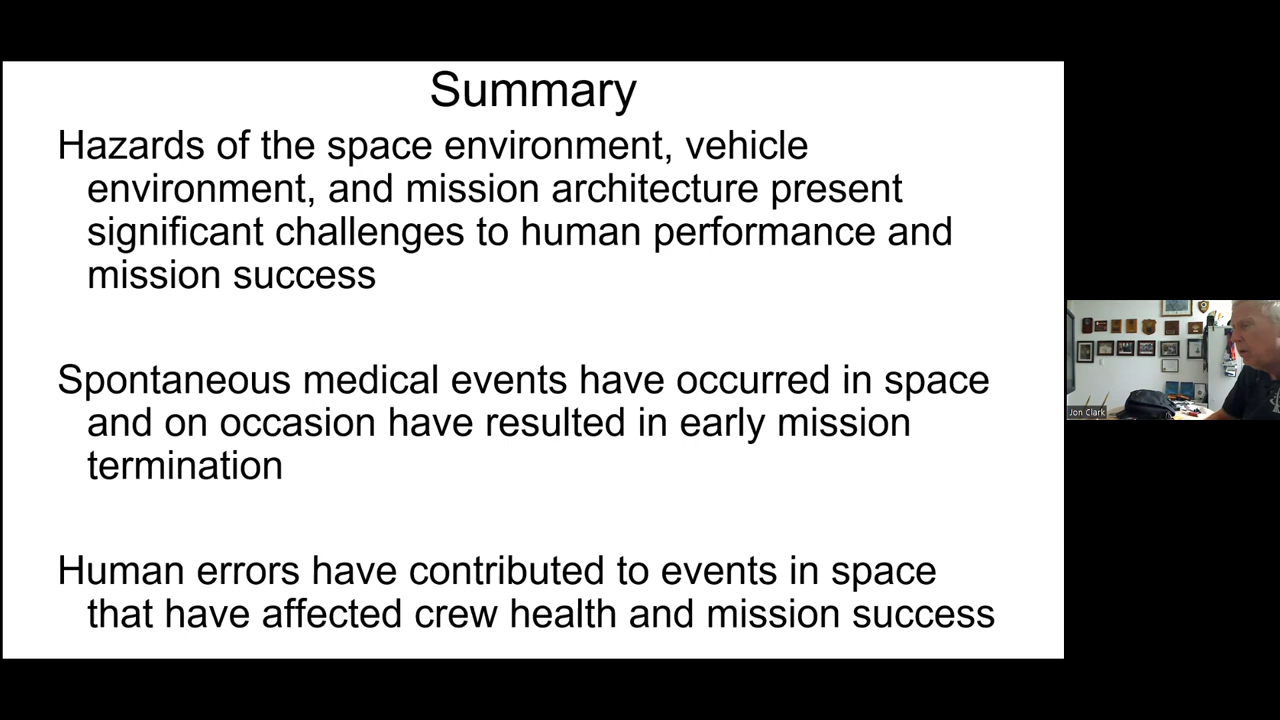 Summary
Hazards of the space environment, vehicle
environment, and mission architecture present
significant challenges to human performance and
mission success
Spontaneous medical events have occurred in space
and on occasion have resulted in early mission
termination
Human errors have contributed to events in space
that have affected crew health and mission success
Jon Clark